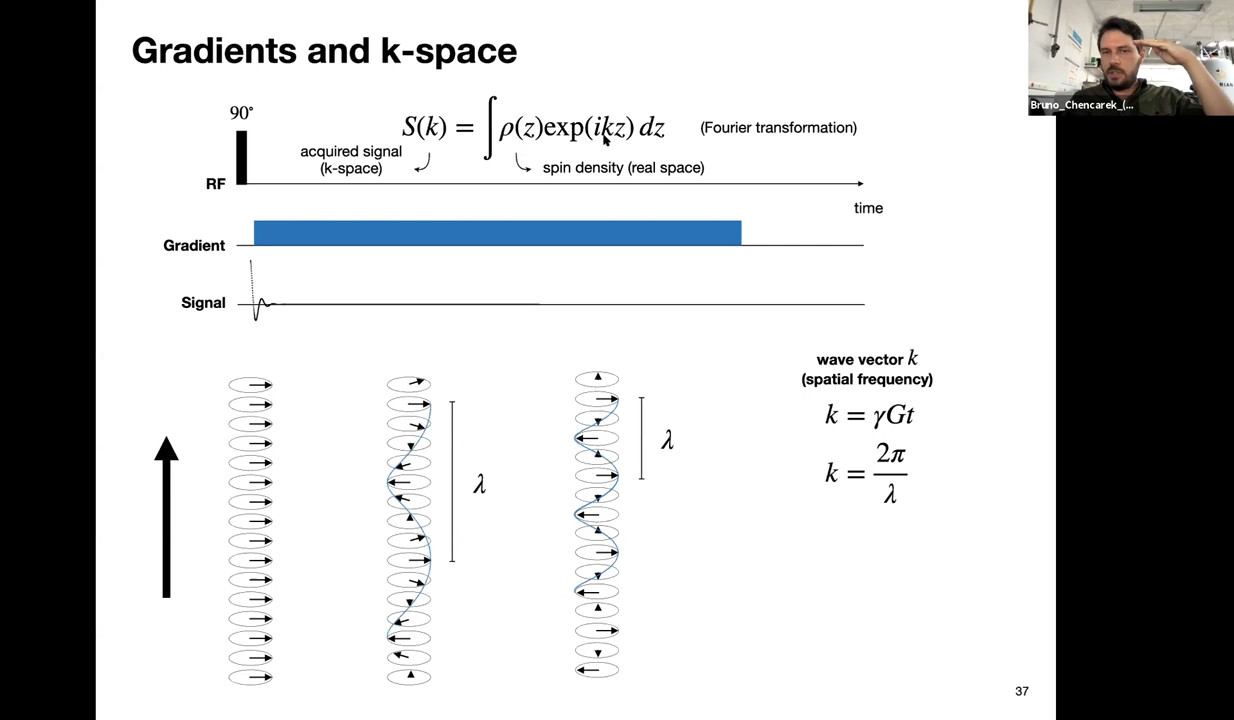 Gradients and k-space
90°
S(k) = ∫ ρ(z)exp(ikz) dz
(Fourier transformation)
acquired signal
(k-space)
spin density (real space)
RF
time
Gradient
Signal
λ
λ
wave vector k
(spatial frequency)
k = γGt
k = 2π/λ
37
Bruno_Chencarek_(...